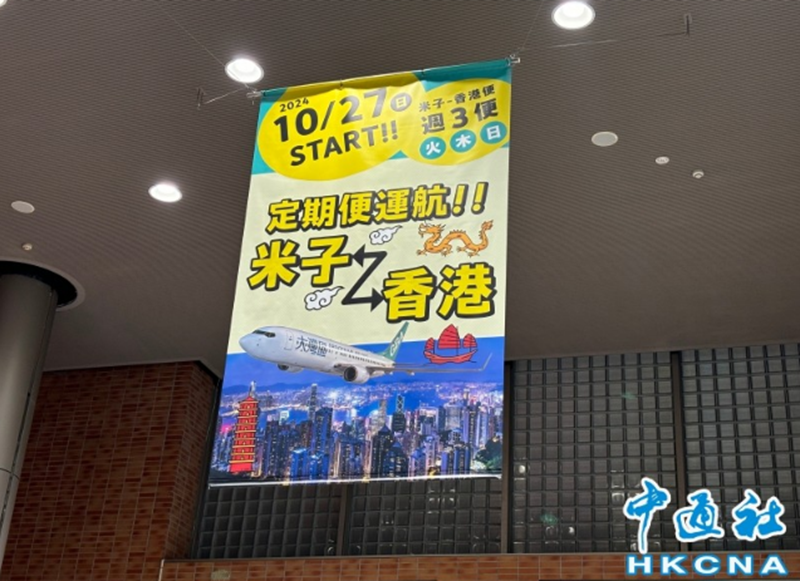 2024
10/27日
START!!
米子-香港便
週3便
火 木 日
定期便運航!!
米子
香港
大灣區
中通社
HKCNA